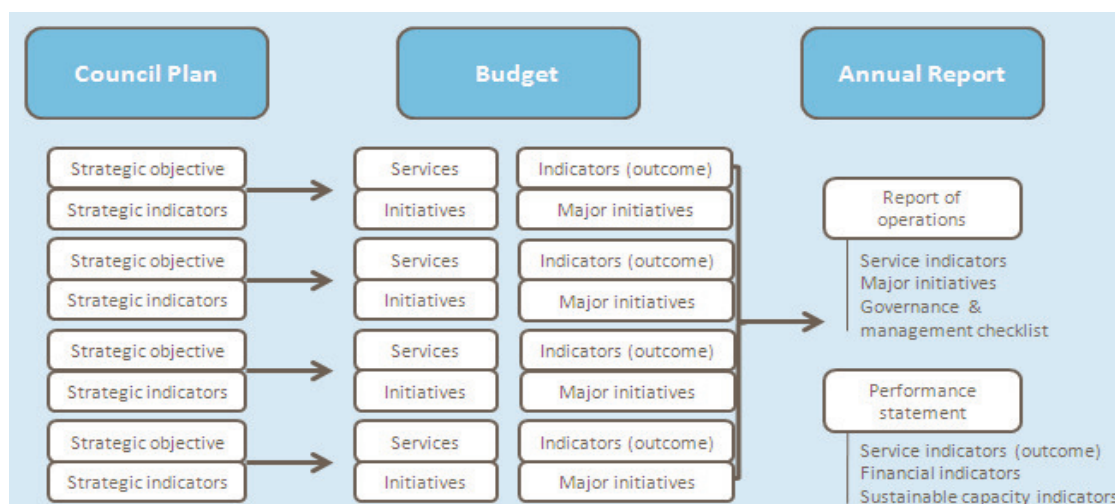 Council Plan
Budget
Annual Report
Strategic objective
Strategic indicators
Services
Initiatives
Indicators (outcome)
Major initiatives
Strategic objective
Strategic indicators
Services
Initiatives
Indicators (outcome)
Major initiatives
Strategic objective
Strategic indicators
Services
Initiatives
Indicators (outcome)
Major initiatives
Strategic objective
Strategic indicators
Services
Initiatives
Indicators (outcome)
Major initiatives
Report of
operations
Service indicators
Major initiatives
Governance &
management checklist
Performance
statement
Service indicators (outcome)
Financial indicators
Sustainable capacity indicators